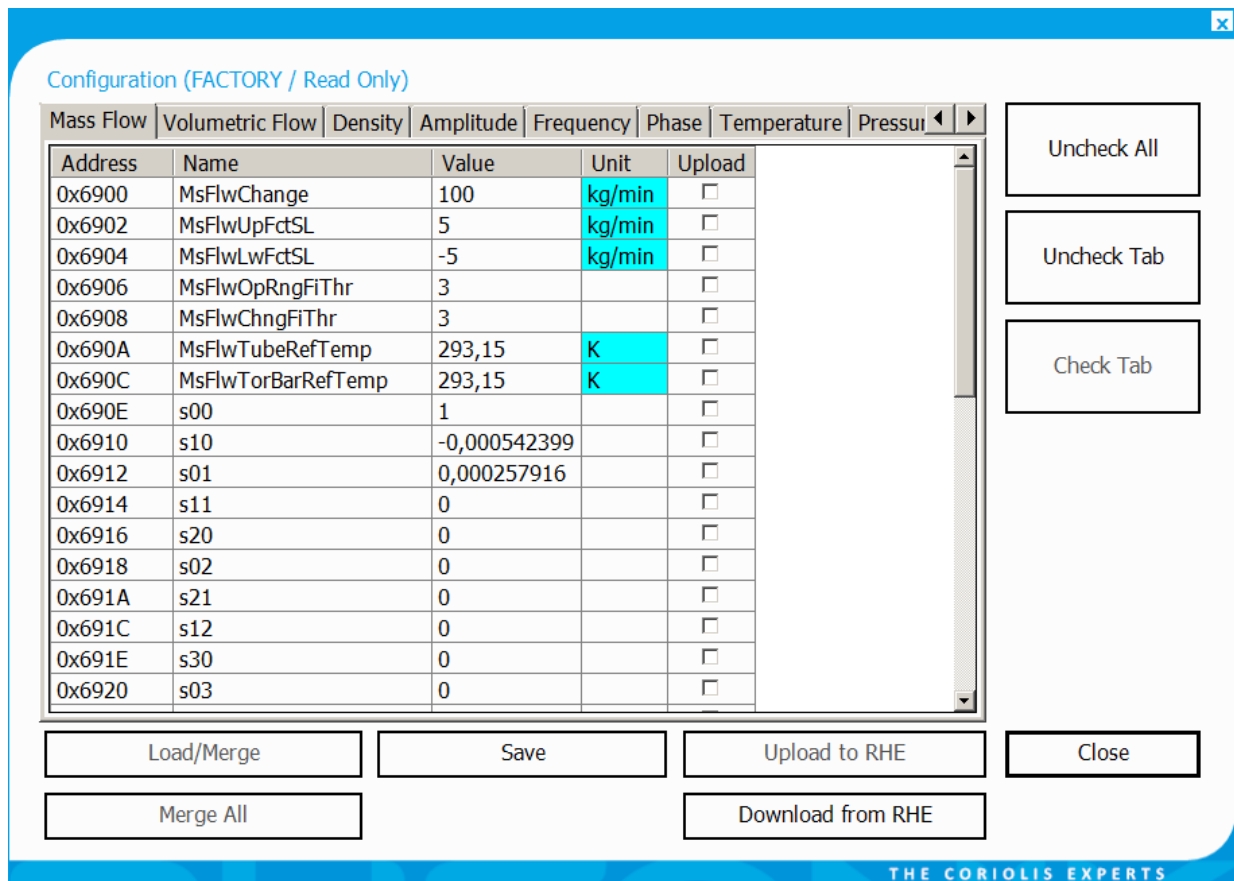 x
Configuration (FACTORY / Read Only)
Mass Flow Volumetric Flow Density Amplitude Frequency Phase Temperature Pressur
Address Name Value Unit Upload
0x6900 MsFlwChange 100 kg/min
0x6902 MsFlwUpFctSL 5 kg/min
0x6904 MsFlwLwFctSL -5 kg/min
0x6906 MsFlwOpRngFiThr 3
0x6908 MsFlwChngFiThr 3
0x690A MsFlwTubeRefTemp 293,15 K
0x690C MsFlwTorBarRefTemp 293,15 K
0x690E s00 1
0x6910 s10 -0,000542399
0x6912 s01 0,000257916
0x6914 s11 0
0x6916 s20 0
0x6918 s02 0
0x691A s21 0
0x691C s12 0
0x691E s30 0
0x6920 s03 0
Uncheck All
Uncheck Tab
Check Tab
Load/Merge Save Upload to RHE Close
Merge All Download from RHE
THE CORIOLIS EXPERTS